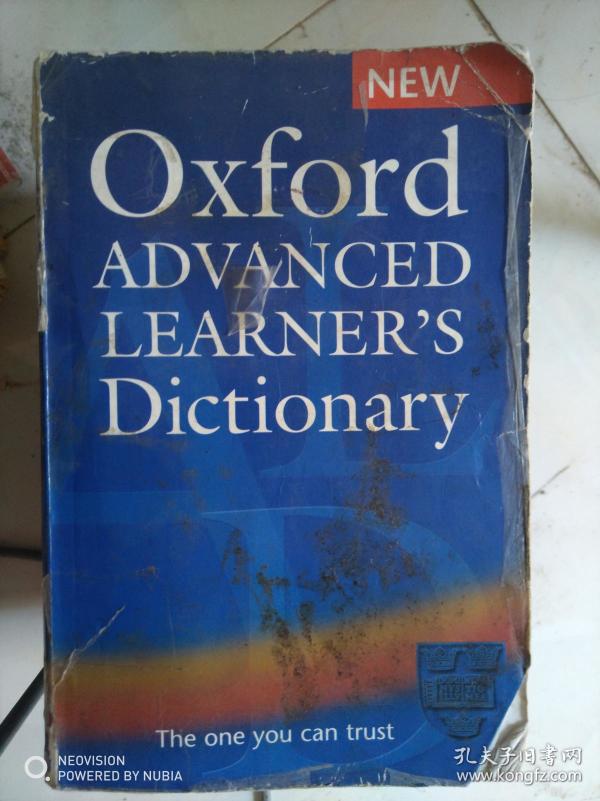 NEW
Oxford
ADVANCED
LEARNER'S
Dictionary
The one you can trust
NEOVISION
POWERED BY NUBIA
孔夫子旧书网
www.kongfz.com